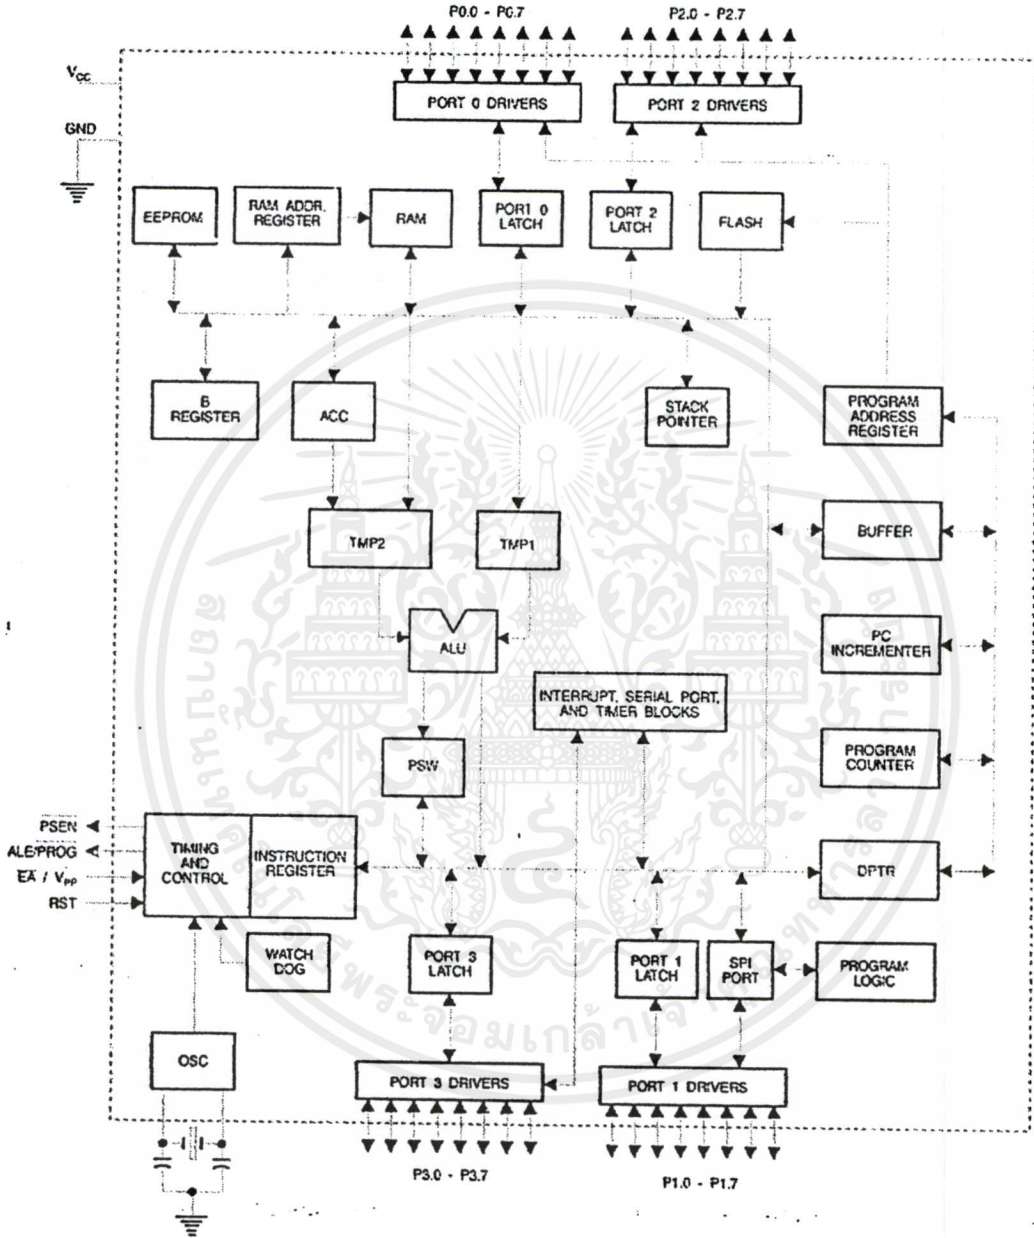 P0.0 - P0.7
P2.0 - P2.7
VCC
GND
PORT 0 DRIVERS
PORT 2 DRIVERS
EEPROM
RAM ADDR.
REGISTER
RAM
PORT 0
LATCH
PORT 2
LATCH
FLASH
B
REGISTER
ACC
STACK
POINTER
PROGRAM
ADDRESS
REGISTER
TMP2
TMP1
BUFFER
ALU
PC
INCREMENTER
INTERRUPT, SERIAL PORT,
AND TIMER BLOCKS
PSW
PROGRAM
COUNTER
PSEN
ALE/PROG
EA / VPP
RST
TIMING
AND
CONTROL
INSTRUCTION
REGISTER
DPTR
WATCH
DOG
PORT 3
LATCH
PORT 1
LATCH
SPI
PORT
PROGRAM
LOGIC
OSC
PORT 3 DRIVERS
PORT 1 DRIVERS
P3.0 - P3.7
P1.0 - P1.7